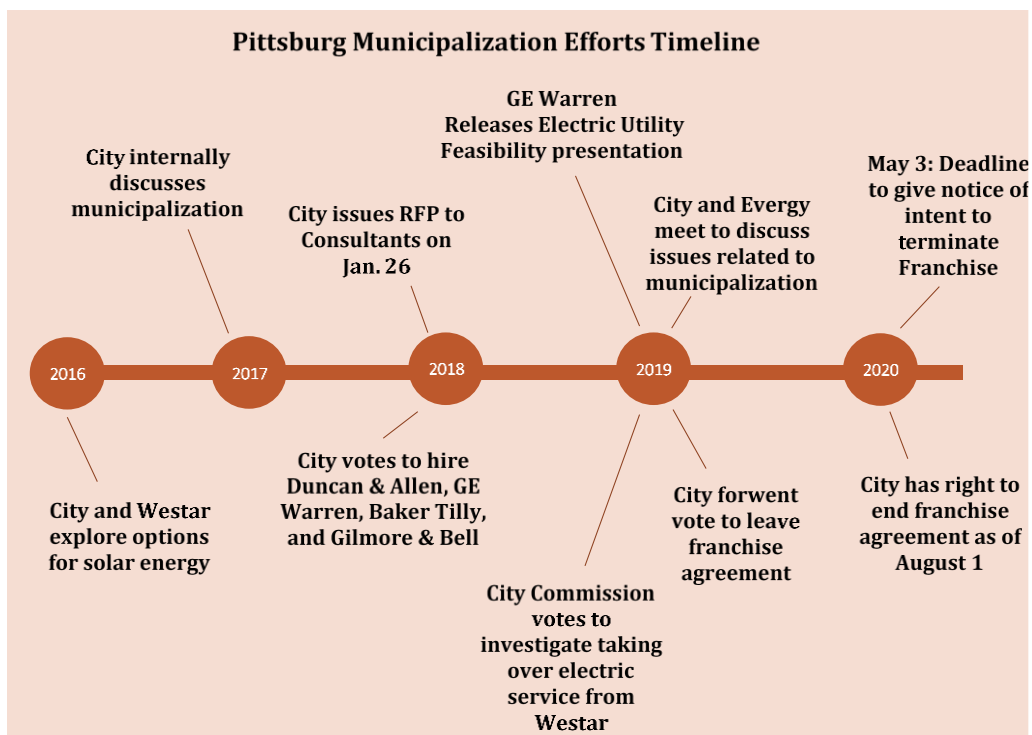 Pittsburg Municipalization Efforts Timeline
City internally
discusses
municipalization
City issues RFP to
Consultants on
Jan. 26
GE Warren
Releases Electric Utility
Feasibility presentation
City and Evergy
meet to discuss
issues related to
municipalization
May 3: Deadline
to give notice of
intent to
terminate
Franchise
2016
2017
2018
2019
2020
City and Westar
explore options
for solar energy
City votes to hire
Duncan & Allen, GE
Warren, Baker Tilly,
and Gilmore & Bell
City Commission
votes to
investigate taking
over electric
service from
Westar
City forwent
vote to leave
franchise
agreement
City has right to
end franchise
agreement as of
August 1